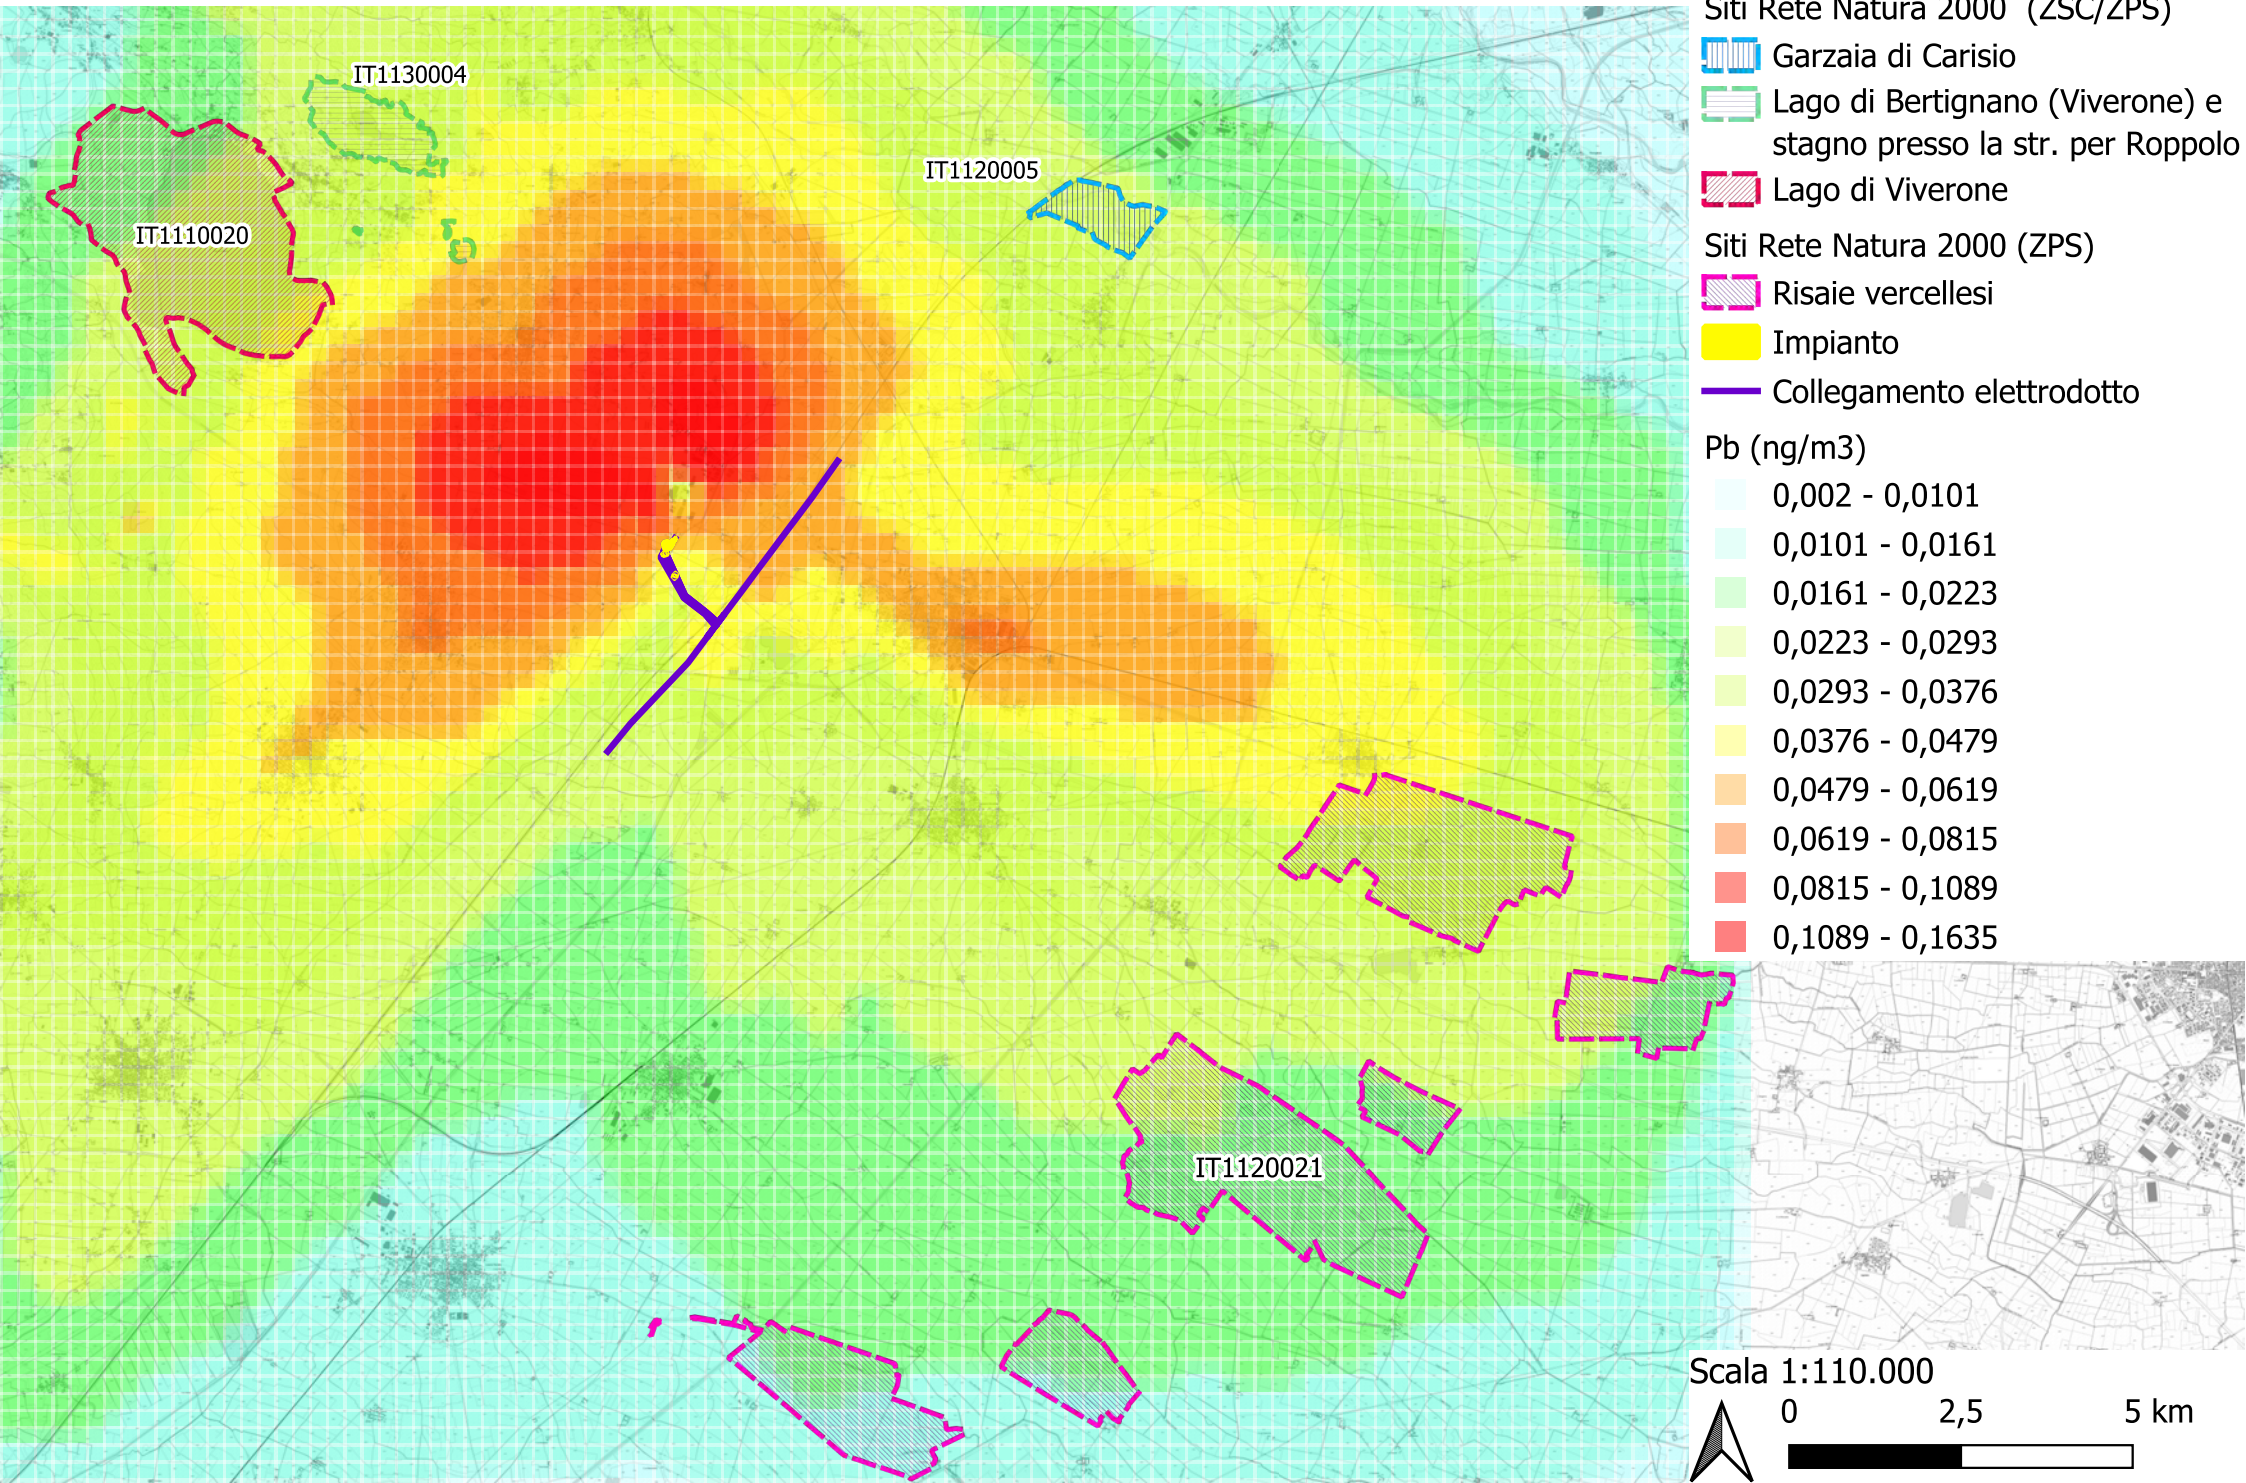 Siti Rete Natura 2000 (ZSC/ZPS)
Garzaia di Carisio
Lago di Bertignano (Viverone) e
stagno presso la str. per Roppolo
Lago di Viverone
Siti Rete Natura 2000 (ZPS)
Risaie vercellesi
Impianto
Collegamento elettrodotto
Pb (ng/m3)
0,002 - 0,0101
0,0101 - 0,0161
0,0161 - 0,0223
0,0223 - 0,0293
0,0293 - 0,0376
0,0376 - 0,0479
0,0479 - 0,0619
0,0619 - 0,0815
0,0815 - 0,1089
0,1089 - 0,1635
IT1130004
IT1120005
IT1110020
IT1120021
Scala 1:110.000
0 2,5 5 km